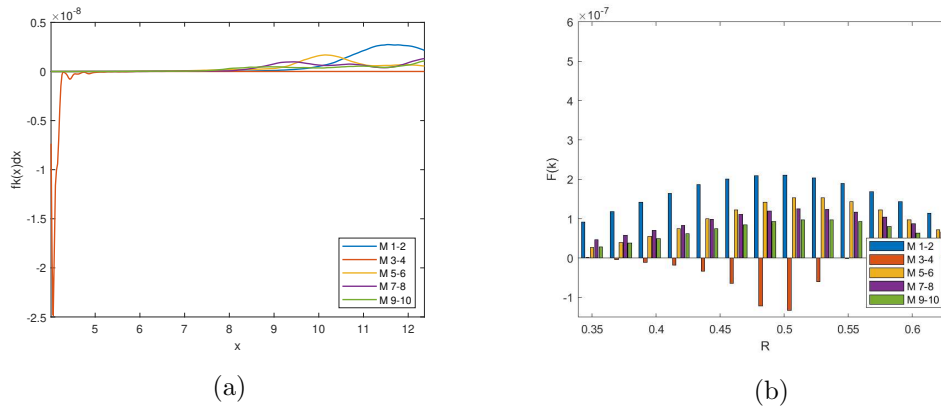 ×10⁻⁸
0.5
0
-0.5
-1
-1.5
-2
-2.5
fk(x)dx
5 6 7 8 9 10 11 12
x
M 1-2
M 3-4
M 5-6
M 7-8
M 9-10
(a)
×10⁻⁷
6
5
4
3
2
1
0
-1
F(k)
0.35 0.4 0.45 0.5 0.55 0.6
R
M 1-2
M 3-4
M 5-6
M 7-8
M 9-10
(b)